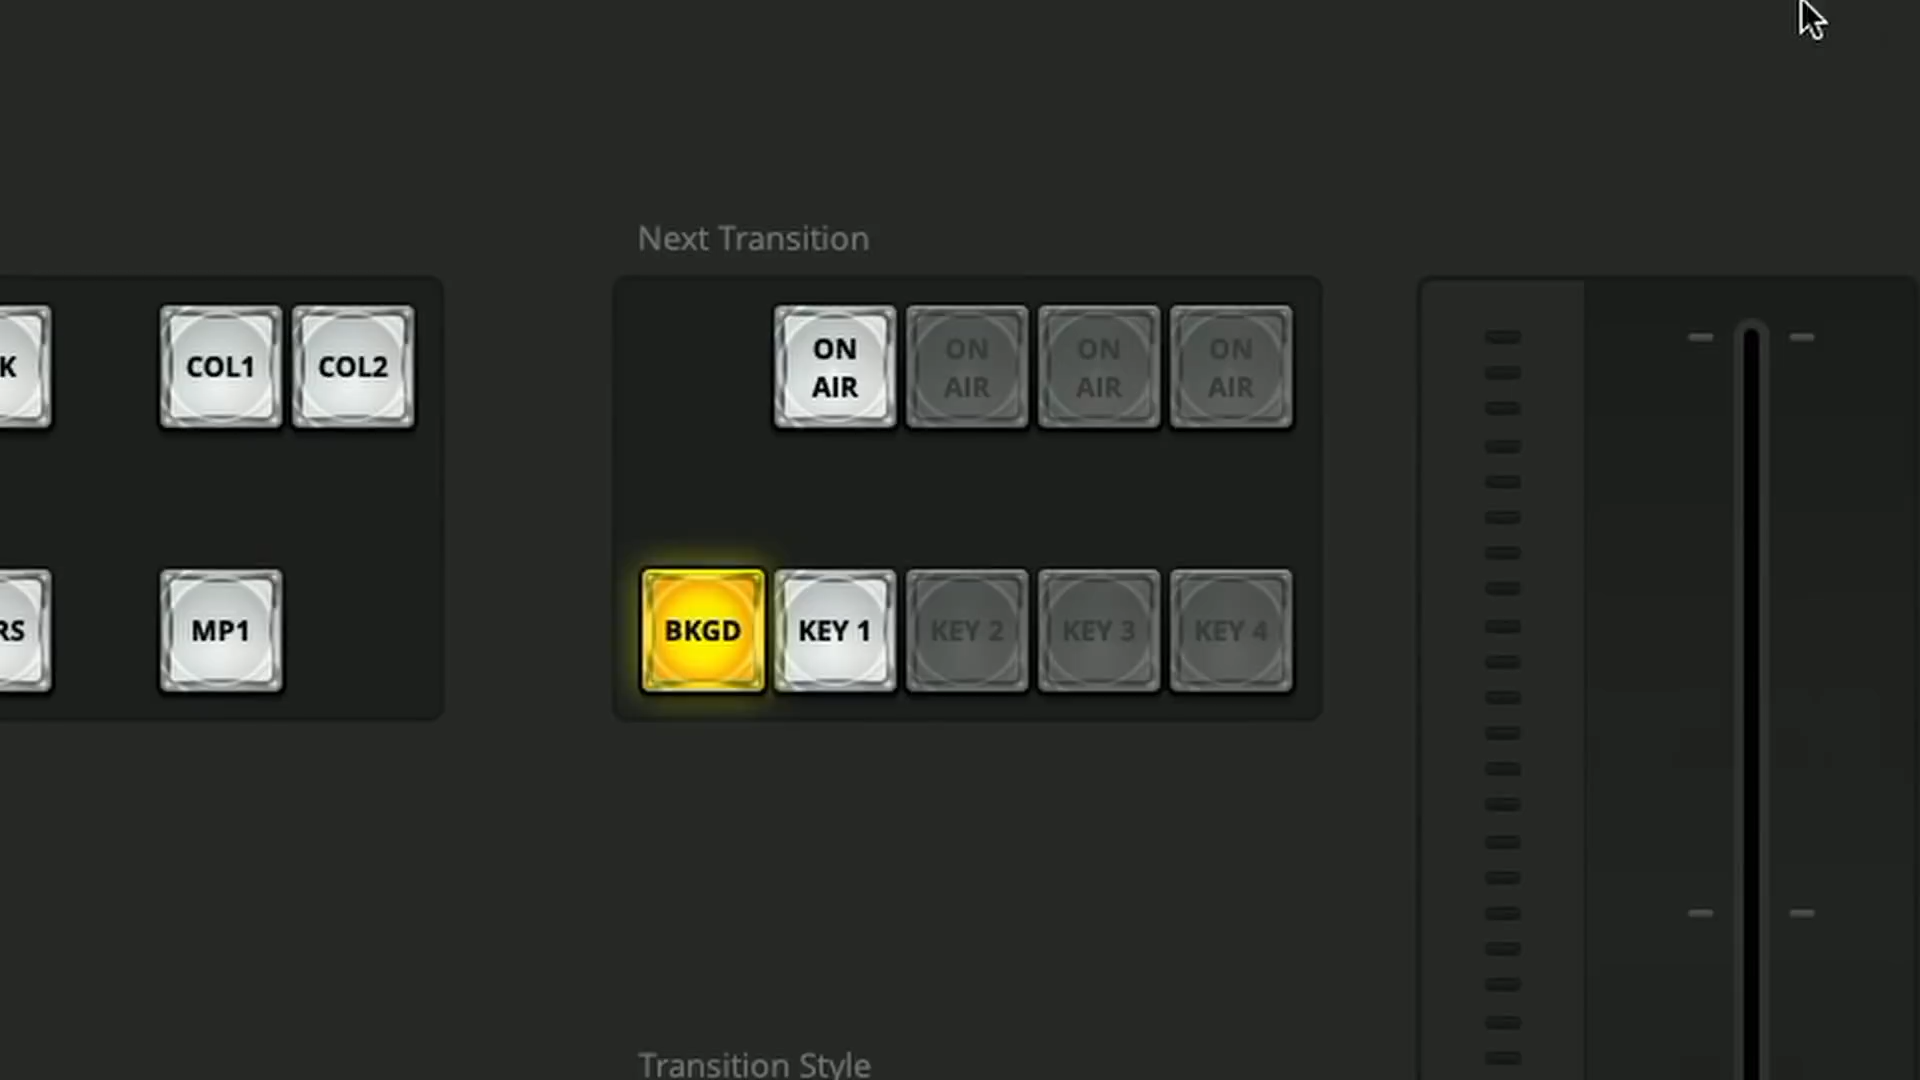 Next Transition
K COL1 COL2 ON AIR ON AIR ON AIR ON AIR
RS MP1 BKGD KEY 1 KEY 2 KEY 3 KEY 4
Transition Style